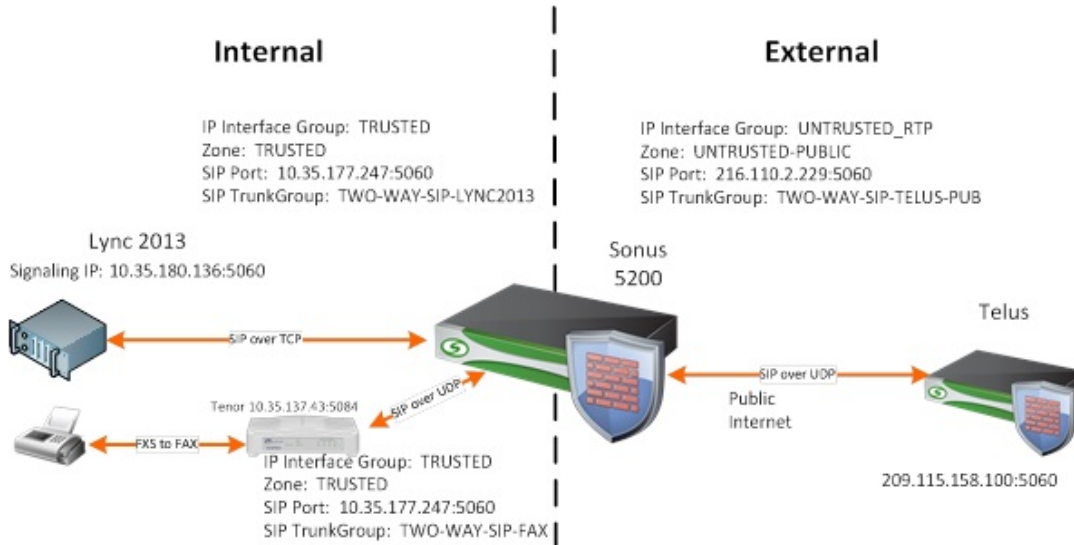 Internal
External
IP Interface Group: TRUSTED
Zone: TRUSTED
SIP Port: 10.35.177.247:5060
SIP TrunkGroup: TWO-WAY-SIP-LYNC2013
IP Interface Group: UNTRUSTED_RTP
Zone: UNTRUSTED-PUBLIC
SIP Port: 216.110.2.229:5060
SIP TrunkGroup: TWO-WAY-SIP-TELUS-PUB
Lync 2013
Signaling IP: 10.35.180.136:5060
Sonus
5200
Telus
SIP over TCP
SIP over UDP
SIP over UDP
Public
Internet
Tenor 10.35.137.43:5084
FXS to FAX
IP Interface Group: TRUSTED
Zone: TRUSTED
SIP Port: 10.35.177.247:5060
SIP TrunkGroup: TWO-WAY-SIP-FAX
209.115.158.100:5060